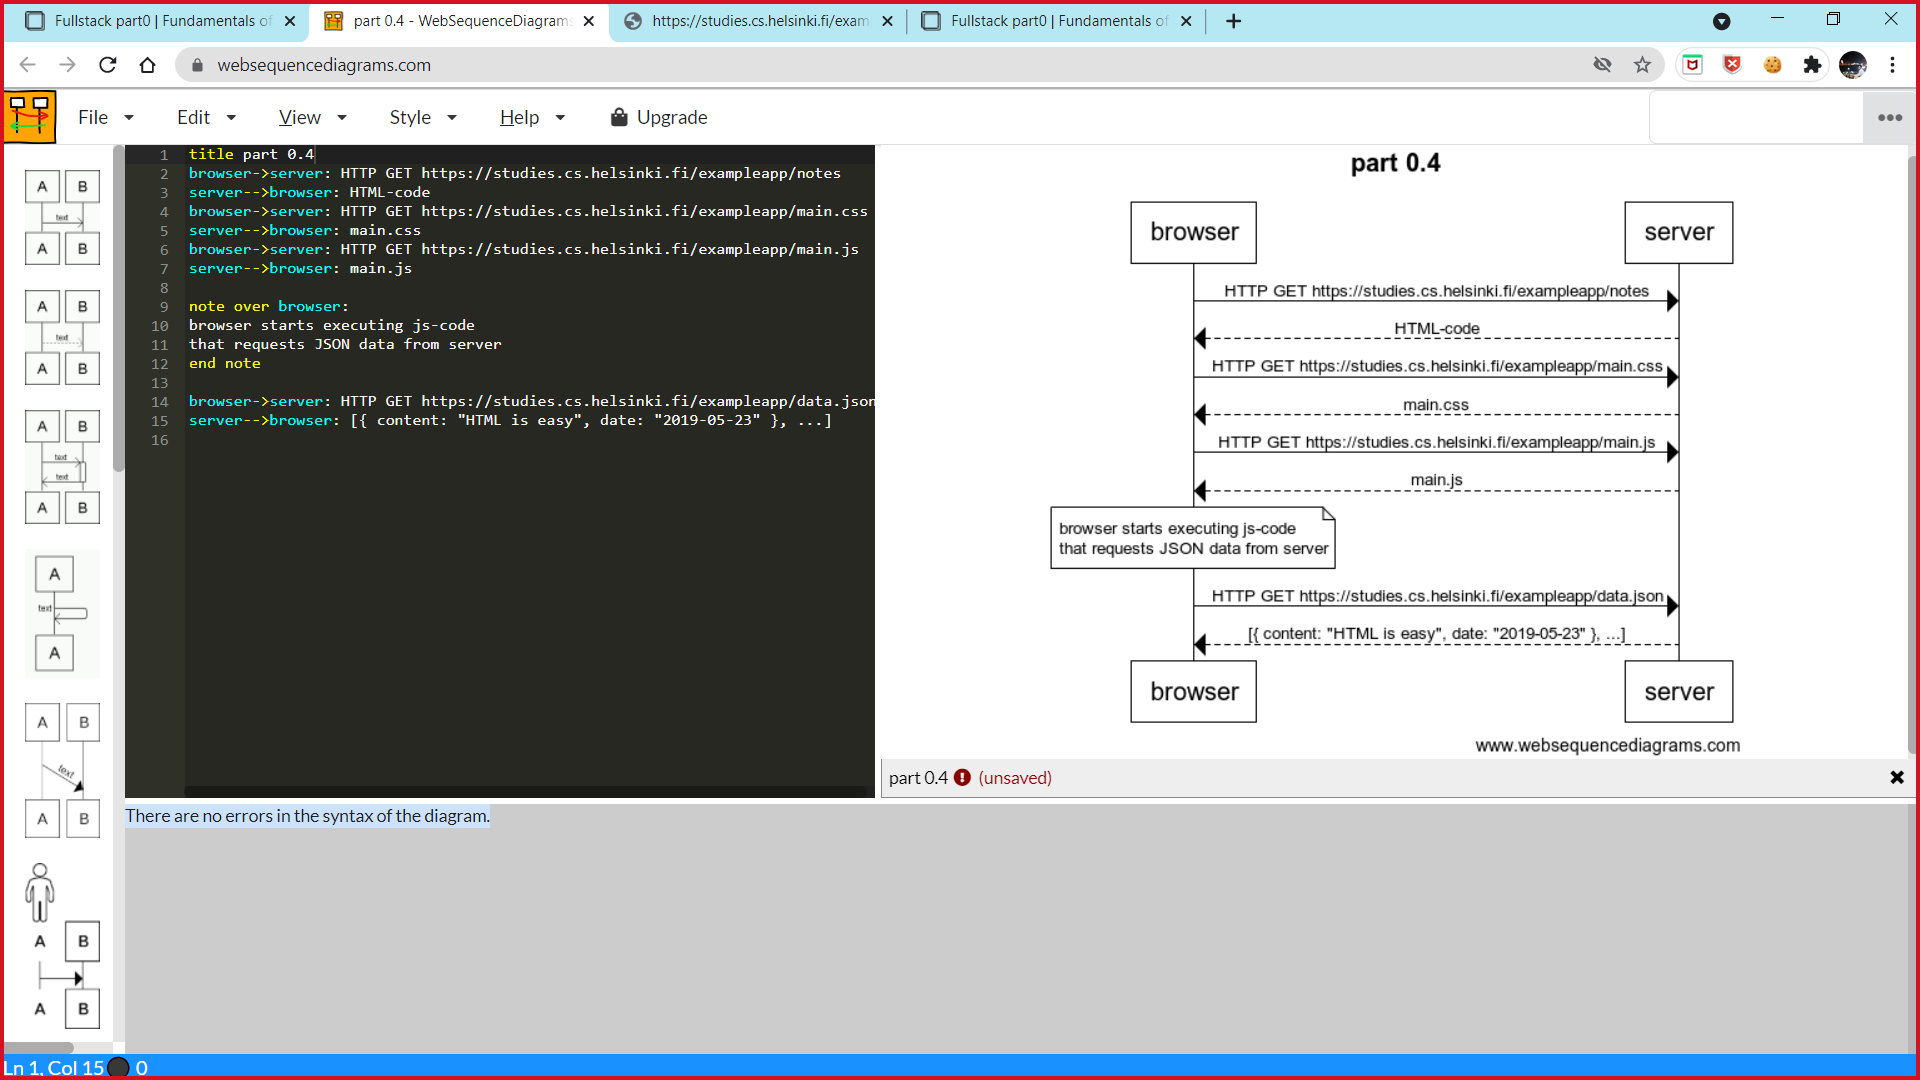 Fullstack part0 | Fundamentals of
part 0.4 - WebSequenceDiagrams
https://studies.cs.helsinki.fi/exam
Fullstack part0 | Fundamentals of
websequencediagrams.com
File
Edit
View
Style
Help
Upgrade
A B
text
A B
A B
text
A B
A B
text
text
A B
A
text
A
A B
text
A B
A B
A B
1 title part 0.4
2 browser->server: HTTP GET https://studies.cs.helsinki.fi/exampleapp/notes
3 server-->browser: HTML-code
4 browser->server: HTTP GET https://studies.cs.helsinki.fi/exampleapp/main.css
5 server-->browser: main.css
6 browser->server: HTTP GET https://studies.cs.helsinki.fi/exampleapp/main.js
7 server-->browser: main.js
8
9 note over browser:
10 browser starts executing js-code
11 that requests JSON data from server
12 end note
13
14 browser->server: HTTP GET https://studies.cs.helsinki.fi/exampleapp/data.json
15 server-->browser: [{ content: "HTML is easy", date: "2019-05-23" }, ...]
16
part 0.4
browser server
HTTP GET https://studies.cs.helsinki.fi/exampleapp/notes
HTML-code
HTTP GET https://studies.cs.helsinki.fi/exampleapp/main.css
main.css
HTTP GET https://studies.cs.helsinki.fi/exampleapp/main.js
main.js
browser starts executing js-code
that requests JSON data from server
HTTP GET https://studies.cs.helsinki.fi/exampleapp/data.json
[{ content: "HTML is easy", date: "2019-05-23" }, ...]
browser server
www.websequencediagrams.com
part 0.4 (unsaved)
There are no errors in the syntax of the diagram.
Ln 1, Col 15 0